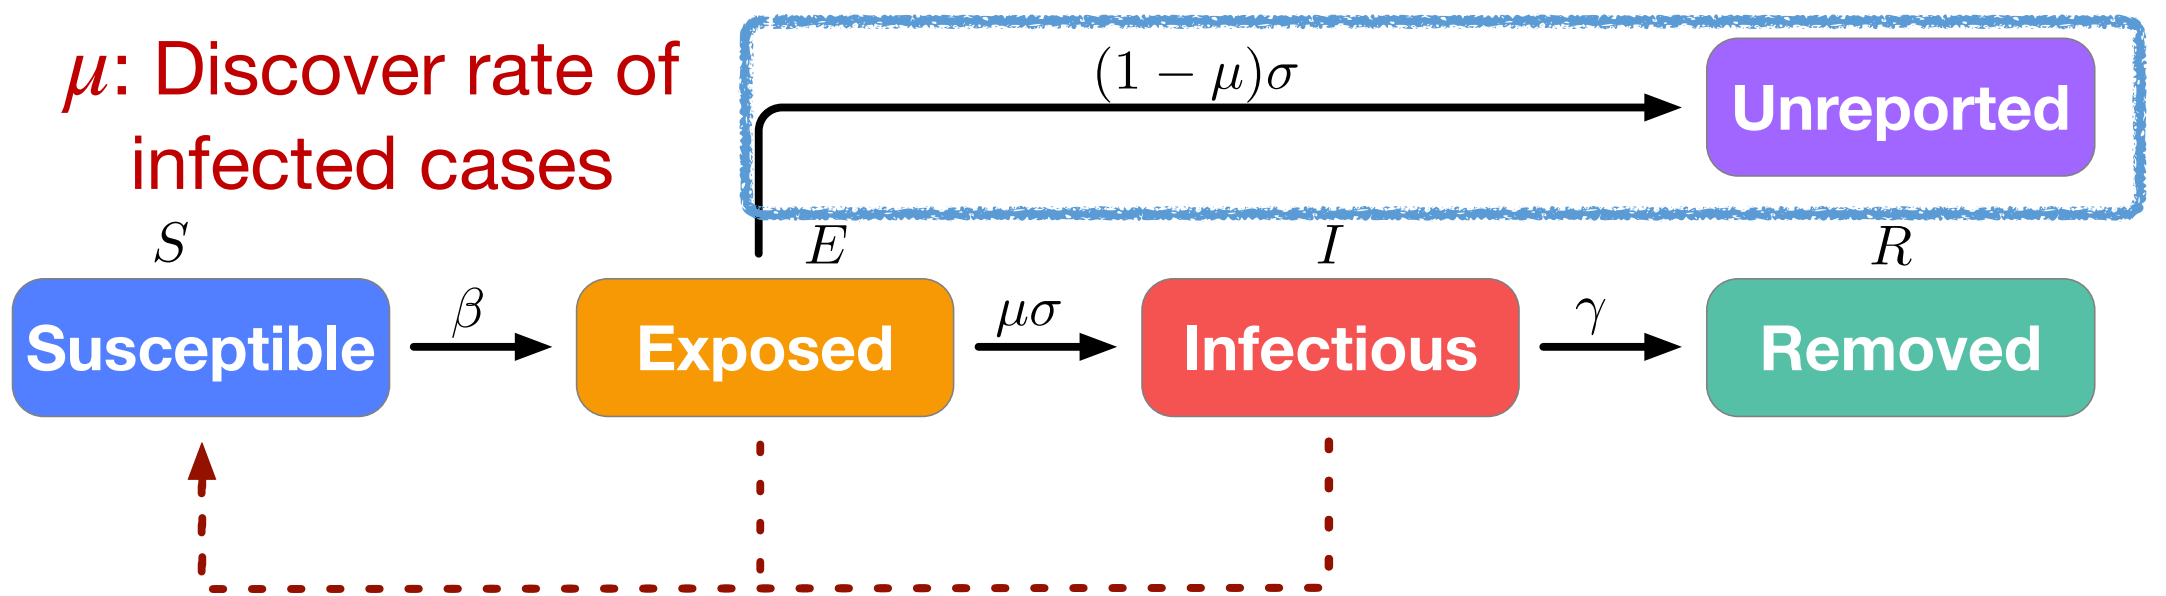 μ: Discover rate of
infected cases
(1 − μ)σ
Unreported
S
E
I
R
Susceptible
β
Exposed
μσ
Infectious
γ
Removed